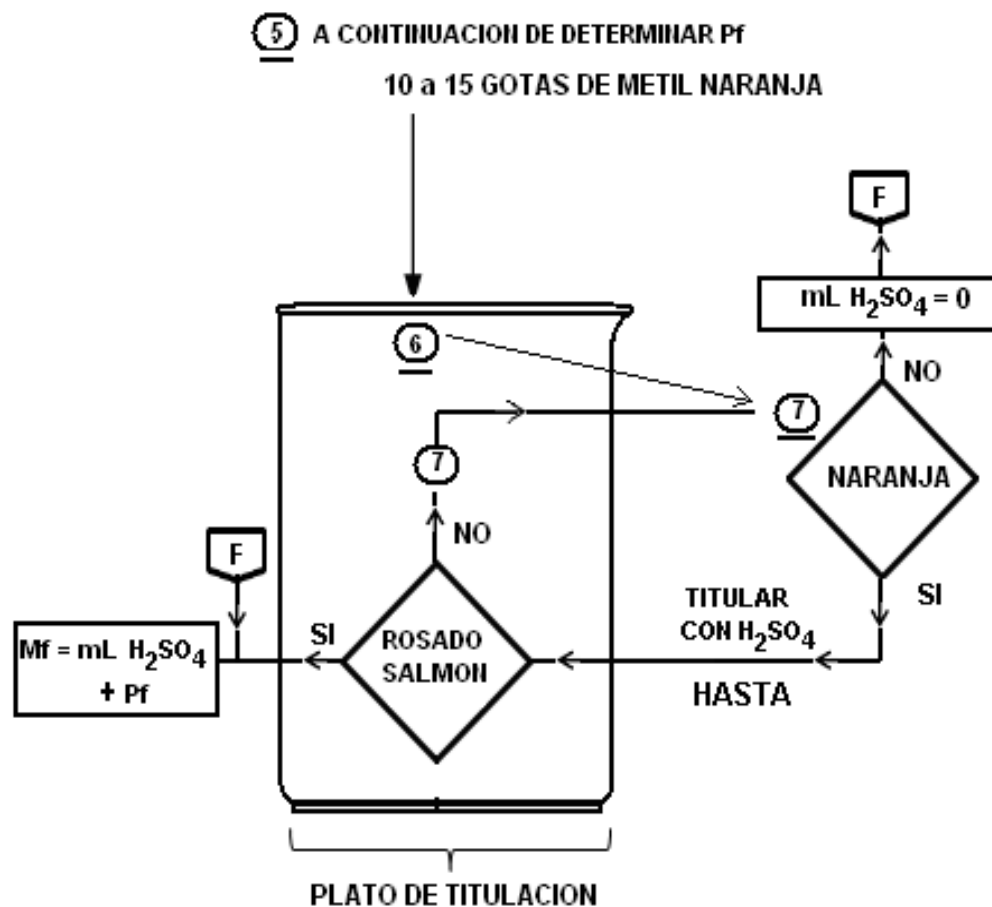 5 A CONTINUACION DE DETERMINAR Pf
10 a 15 GOTAS DE METIL NARANJA
F
mL H₂SO₄ = 0
NO
6
7
NARANJA
7
SI
NO
F
TITULAR
CON H₂SO₄
HASTA
SI
ROSADO
SALMON
Mf = mL H₂SO₄
+ Pf
PLATO DE TITULACION